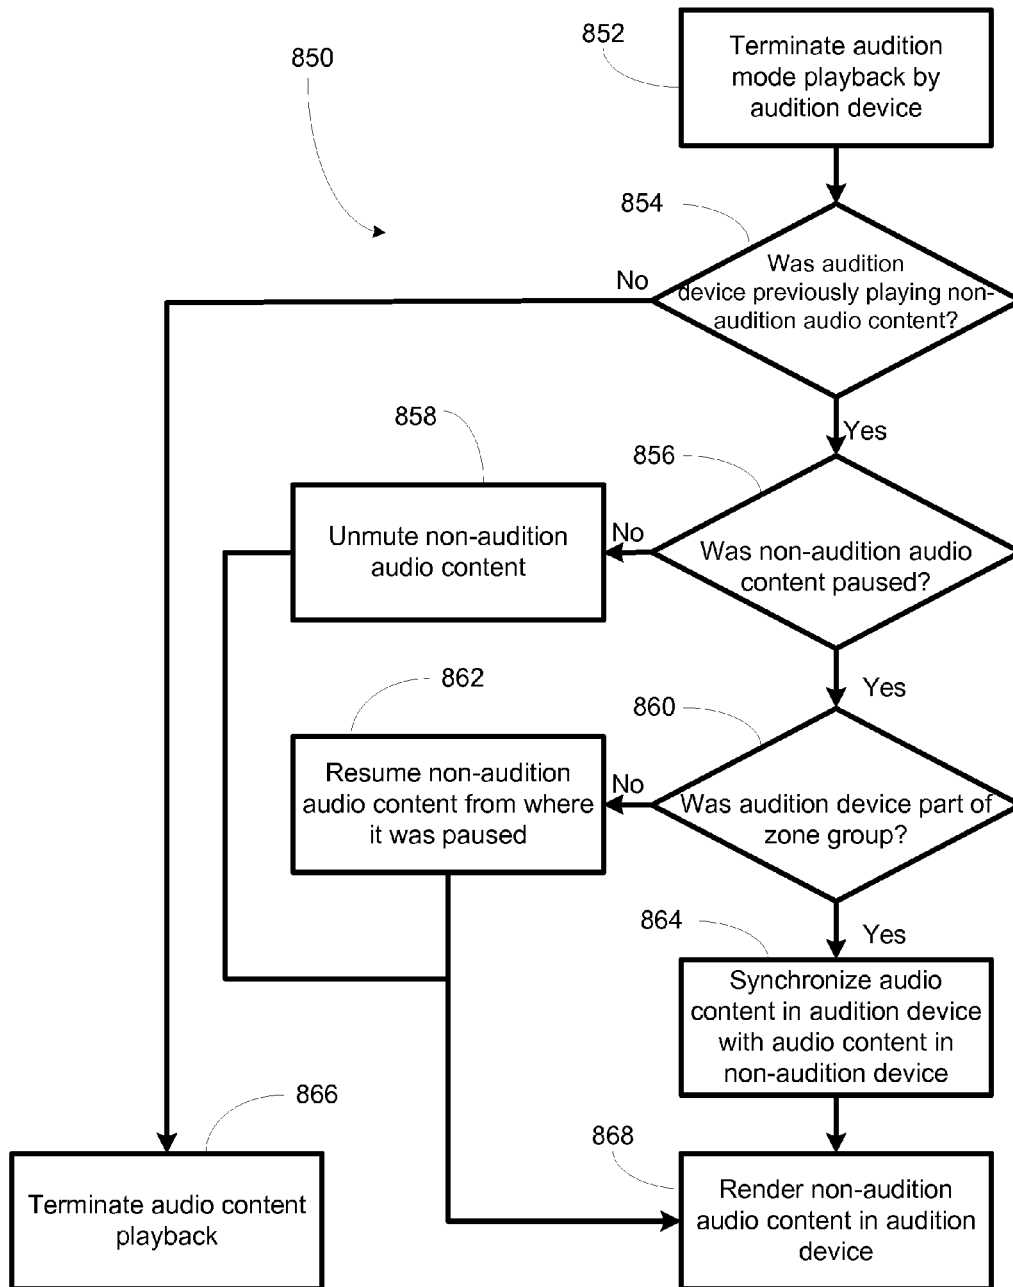 852
Terminate audition
mode playback by
audition device
850
854
Was audition
device previously playing non-
audition audio content?
No
Yes
858
856
Unmute non-audition
audio content
No
Was non-audition audio
content paused?
Yes
862
860
Resume non-audition
audio content from where
it was paused
No
Was audition device part of
zone group?
Yes
864
Synchronize audio
content in audition device
with audio content in
non-audition device
866
868
Terminate audio content
playback
Render non-audition
audio content in audition
device